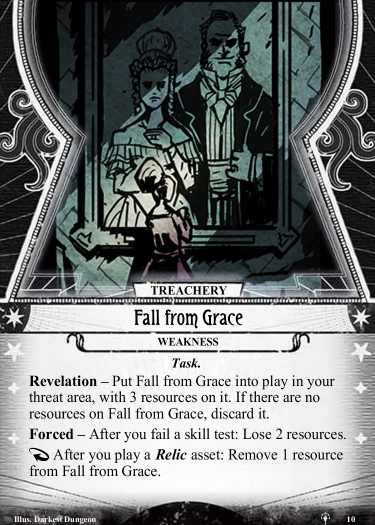 TREACHERY
Fall from Grace
WEAKNESS
Task.
Revelation – Put Fall from Grace into play in your
threat area, with 3 resources on it. If there are no
resources on Fall from Grace, discard it.
Forced – After you fail a skill test: Lose 2 resources.
After you play a Relic asset: Remove 1 resource
from Fall from Grace.
Illus. Darkest Dungeon 10